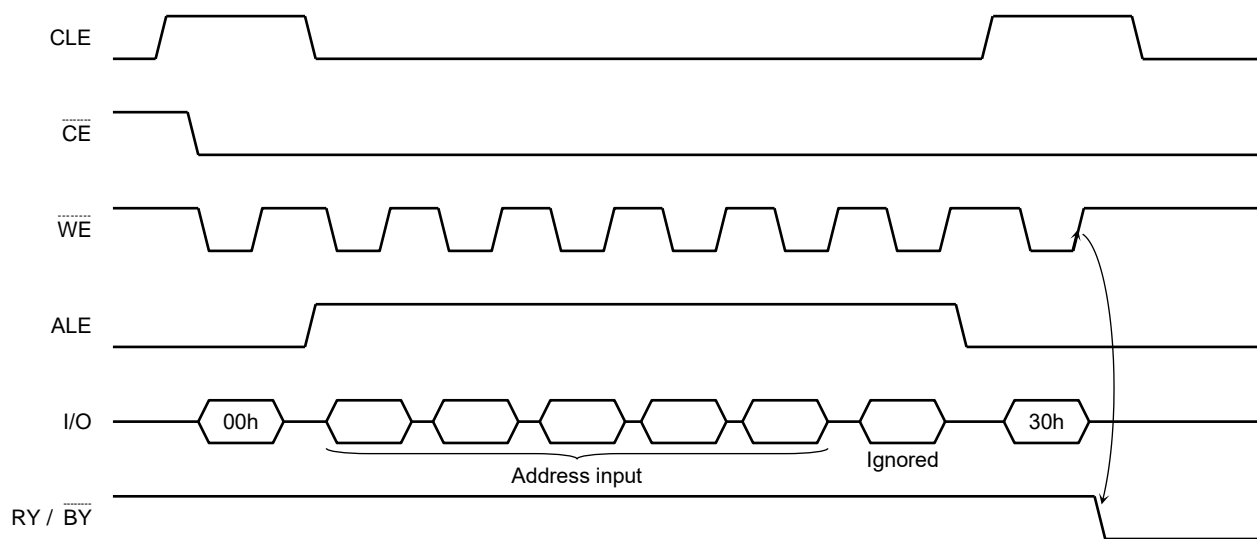 CLE
CE
WE
ALE
I/O
00h
30h
Ignored
Address input
RY / BY